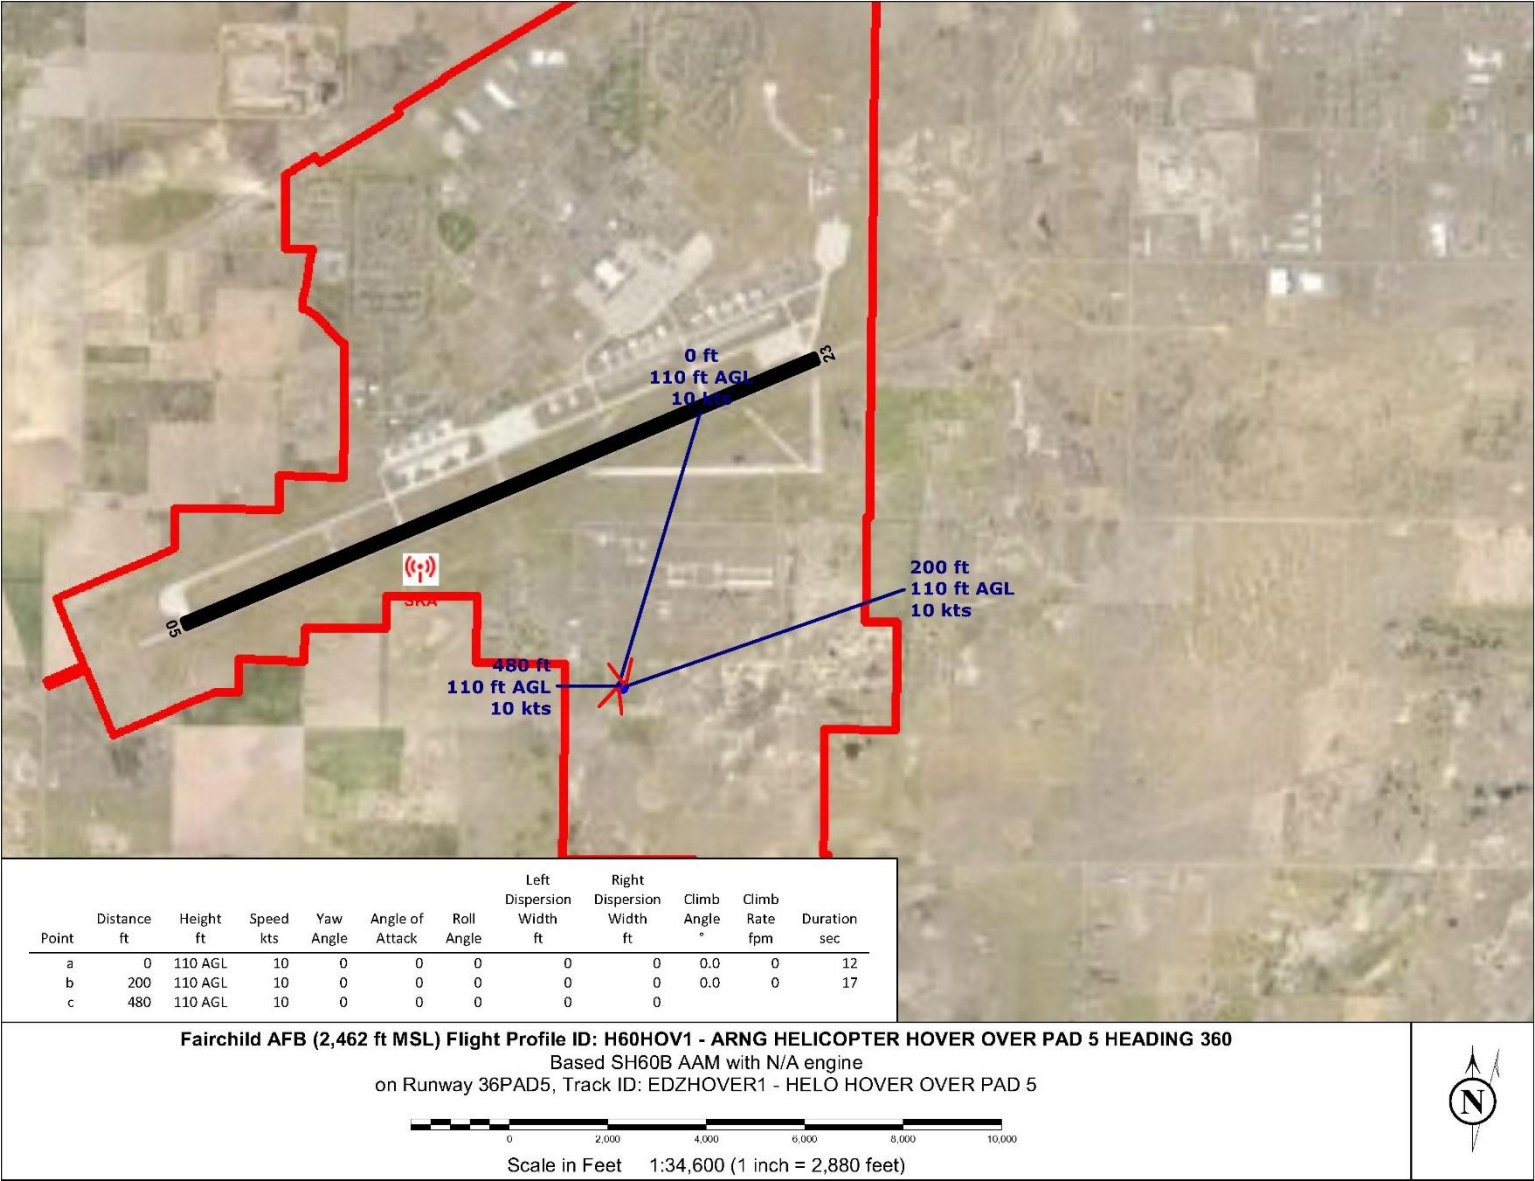 23
0 ft
110 ft AGL
10 kts
SRA
05
200 ft
110 ft AGL
10 kts
480 ft
110 ft AGL
10 kts
Point Distance ft Height ft Speed kts Yaw Angle Angle of Attack Roll Angle Left Dispersion Width ft Right Dispersion Width ft Climb Angle ° Climb Rate fpm Duration sec
a 0 110 AGL 10 0 0 0 0 0 0.0 0 12
b 200 110 AGL 10 0 0 0 0 0 0.0 0 17
c 480 110 AGL 10 0 0 0 0 0
Fairchild AFB (2,462 ft MSL) Flight Profile ID: H60HOV1 - ARNG HELICOPTER HOVER OVER PAD 5 HEADING 360
Based SH60B AAM with N/A engine
on Runway 36PAD5, Track ID: EDZHOVER1 - HELO HOVER OVER PAD 5
0 2,000 4,000 6,000 8,000 10,000
Scale in Feet 1:34,600 (1 inch = 2,880 feet)
N